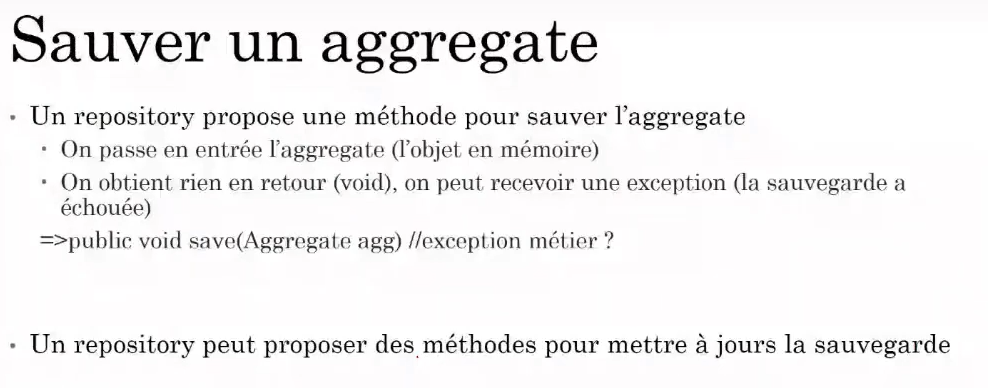 Sauver un aggregate
• Un repository propose une méthode pour sauver l'aggregate
• On passe en entrée l'aggregate (l'objet en mémoire)
• On obtient rien en retour (void), on peut recevoir une exception (la sauvegarde a
échouée)
=>public void save(Aggregate agg) //exception métier ?
• Un repository peut proposer des méthodes pour mettre à jours la sauvegarde